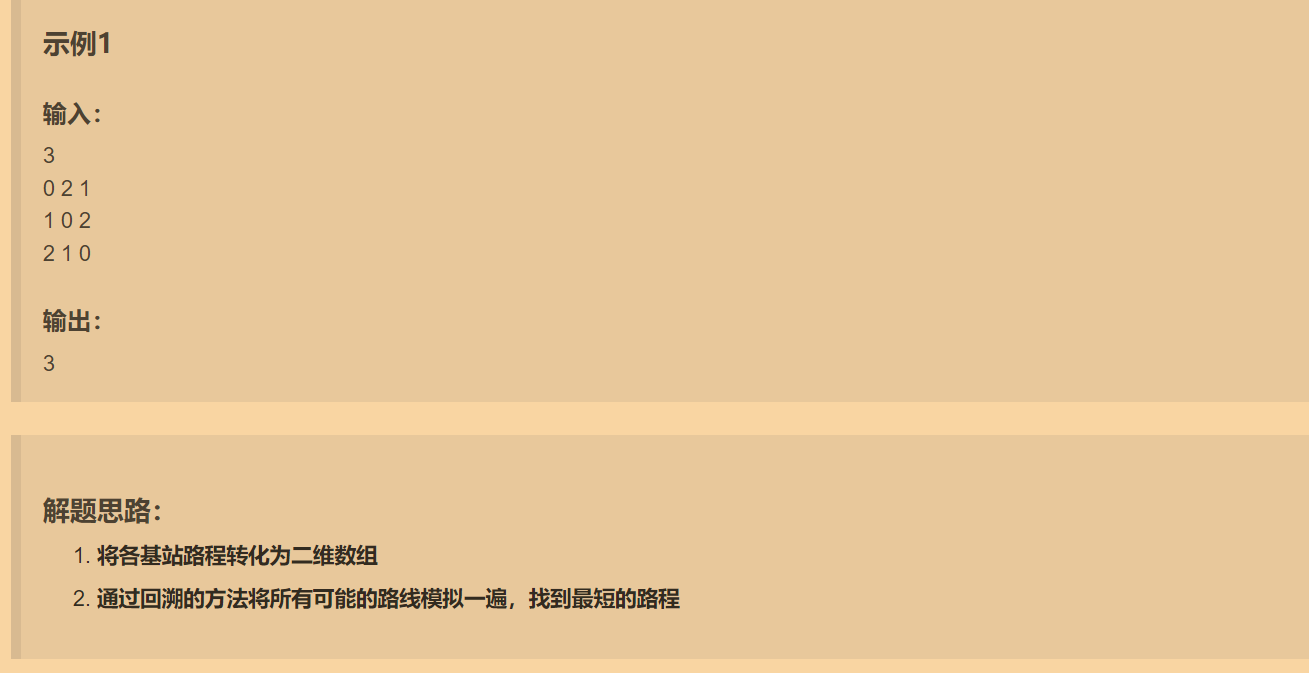 示例1
输入：
3
0 2 1
1 0 2
2 1 0
输出：
3
解题思路：
1. 将各基站路程转化为二维数组
2. 通过回溯的方法将所有可能的路线模拟一遍，找到最短的路程